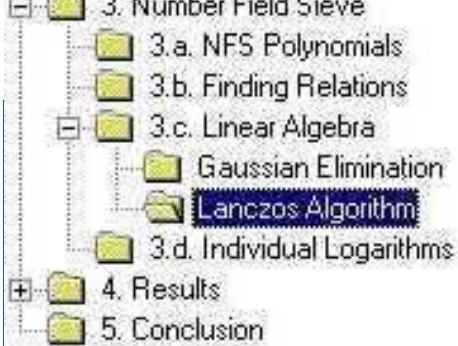 3. Number Field Sieve
3.a. NFS Polynomials
3.b. Finding Relations
3.c. Linear Algebra
Gaussian Elimination
Lanczos Algorithm
3.d. Individual Logarithms
4. Results
5. Conclusion